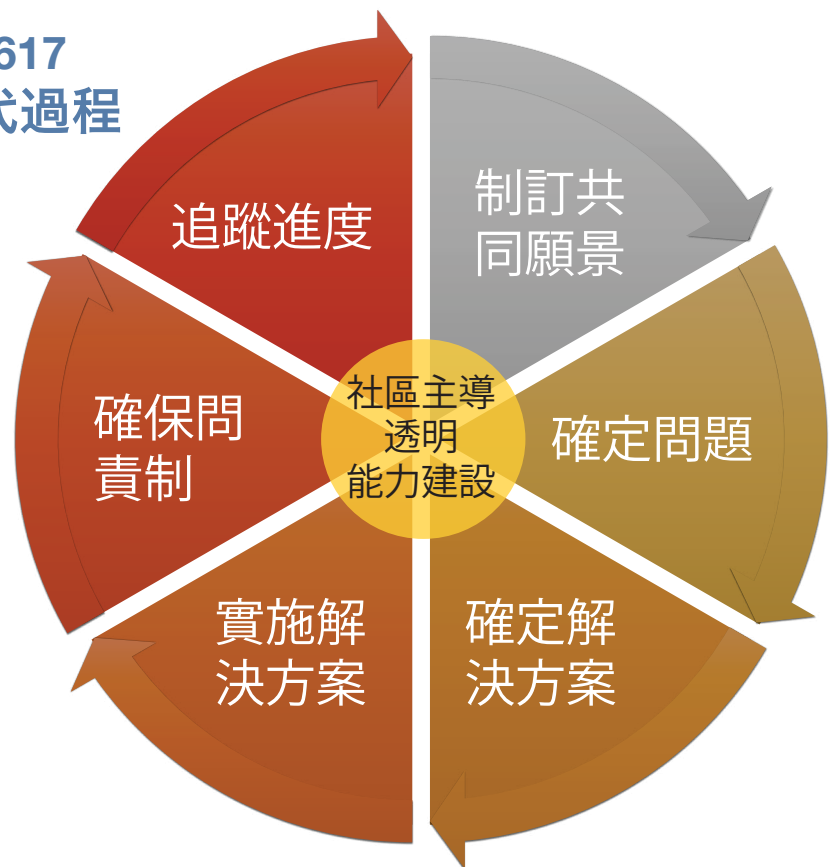 617
式過程
制訂共
同願景
確定問題
確定解
決方案
實施解
決方案
確保問
責制
追蹤進度
社區主導
透明
能力建設